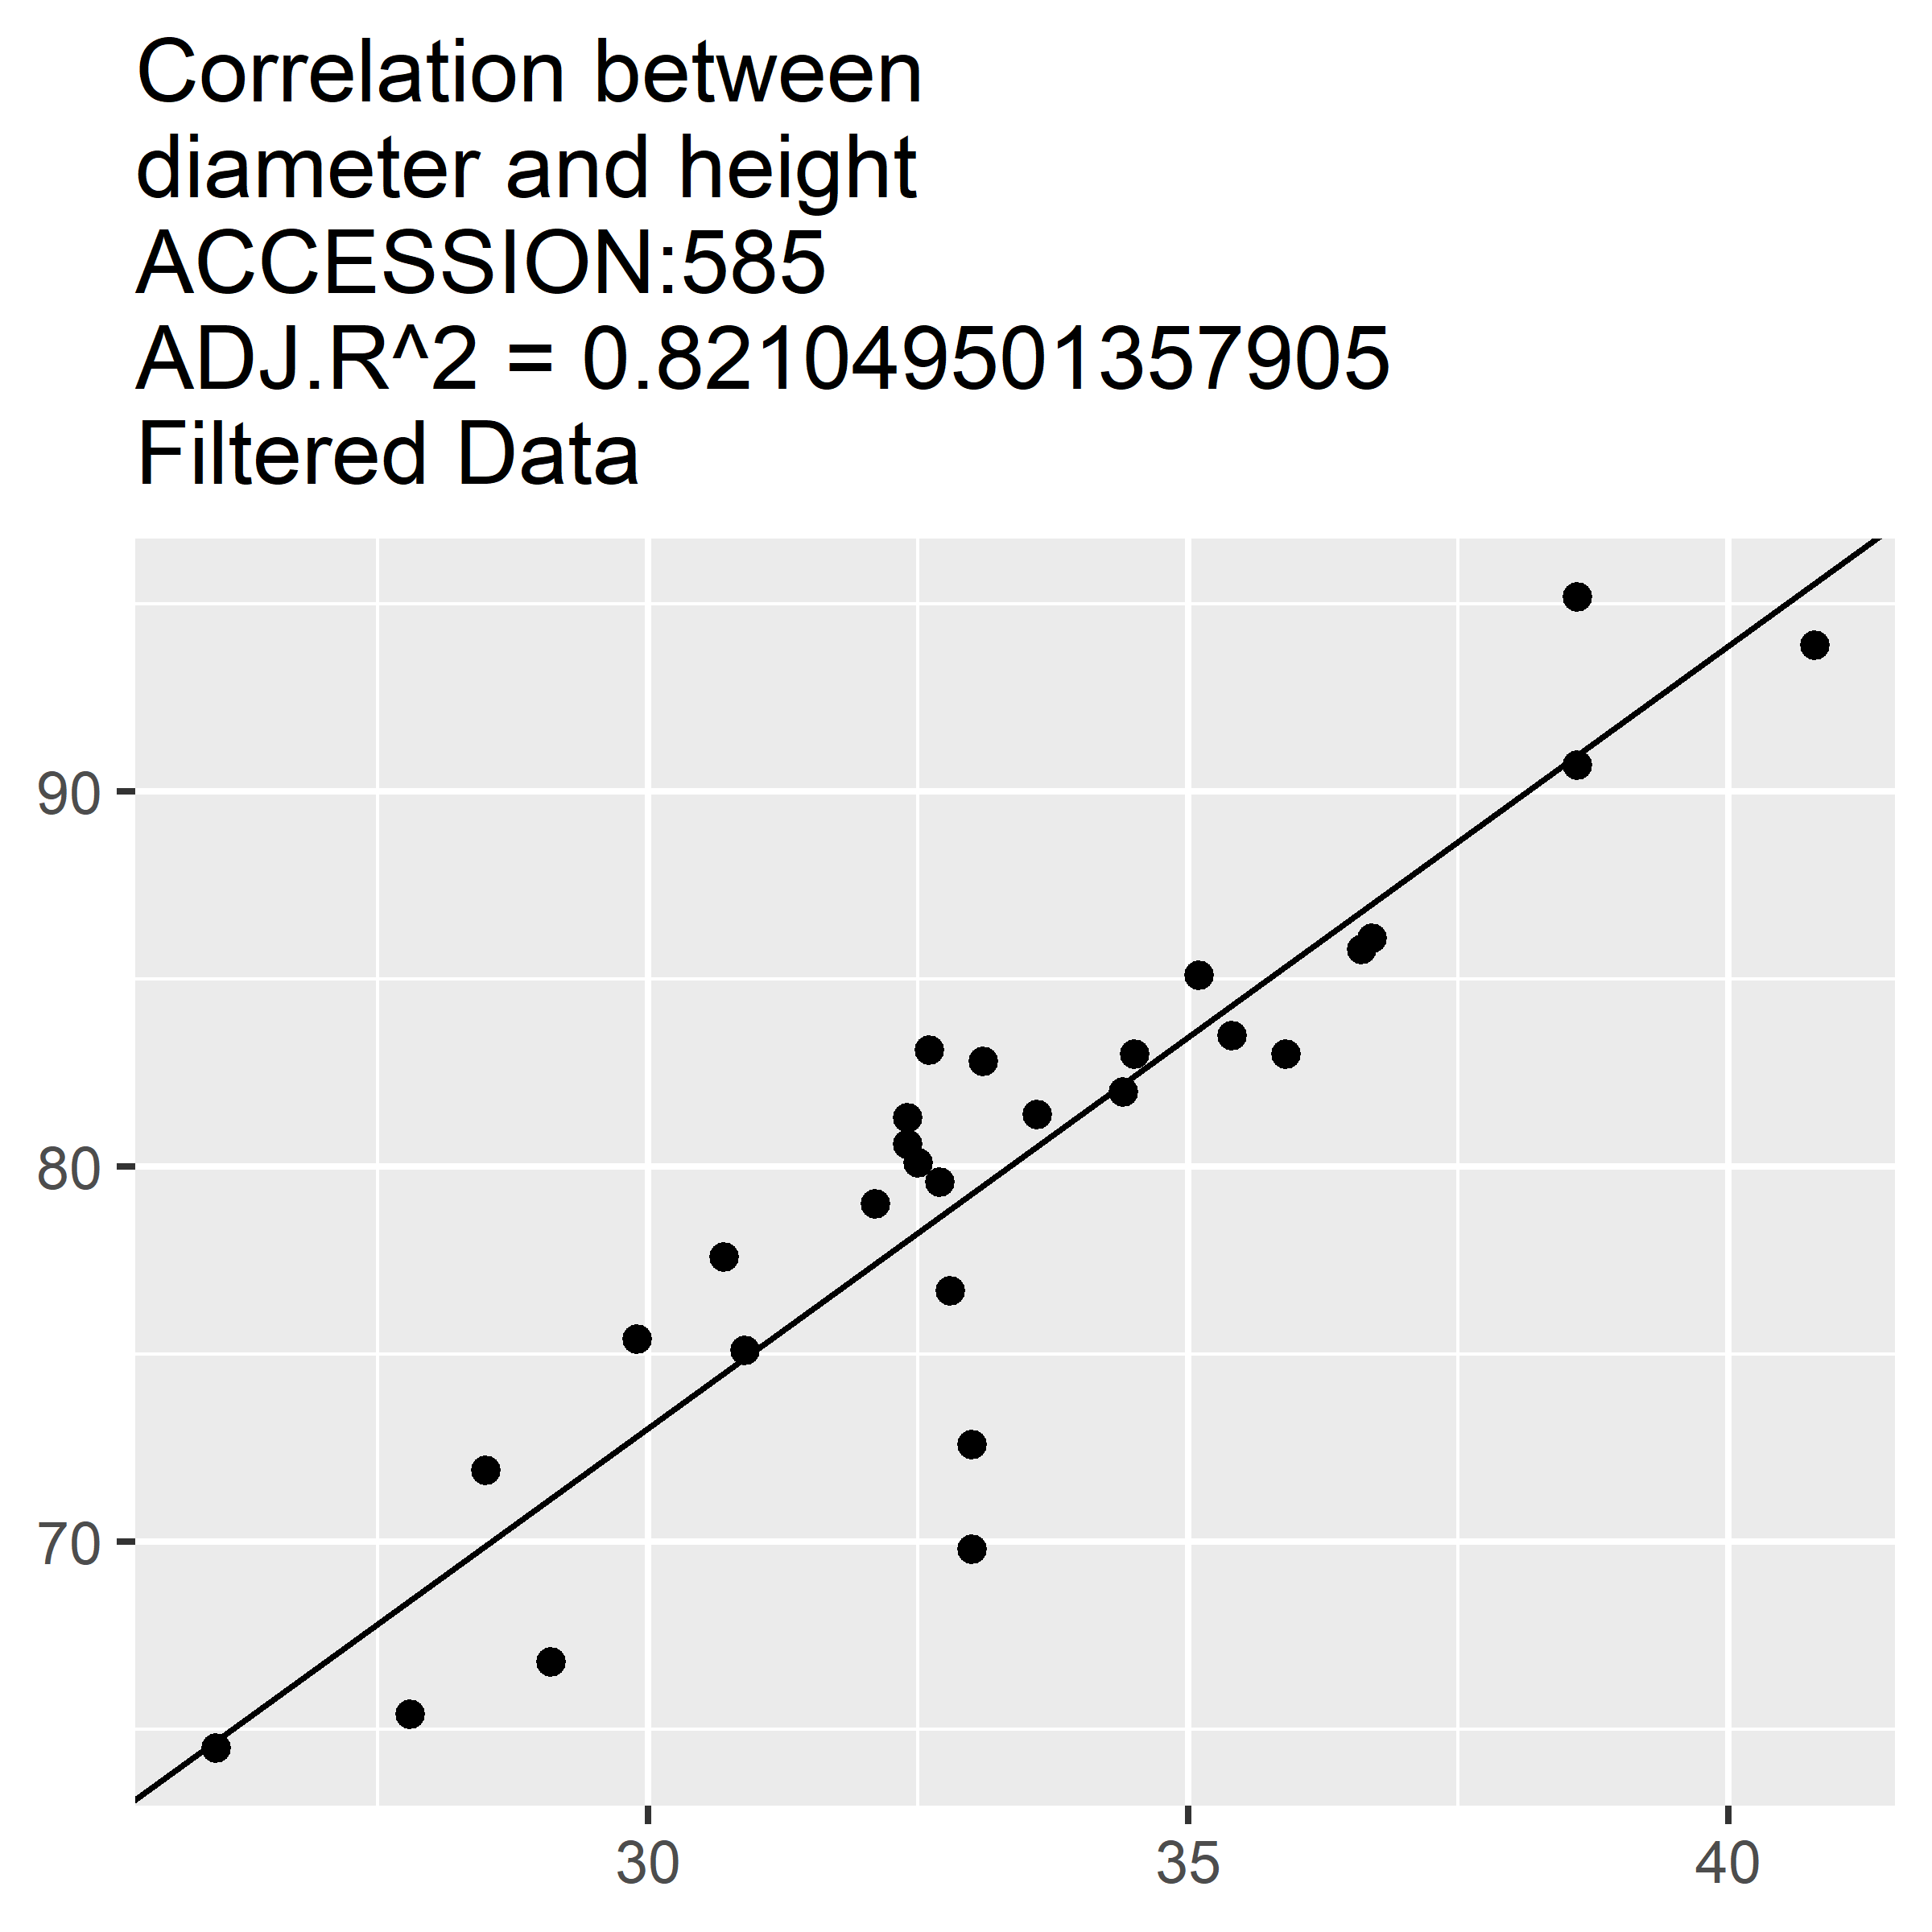 Correlation between
diameter and height
ACCESSION:585
ADJ.R^2 = 0.821049501357905
Filtered Data
90
80
70
30 35 40